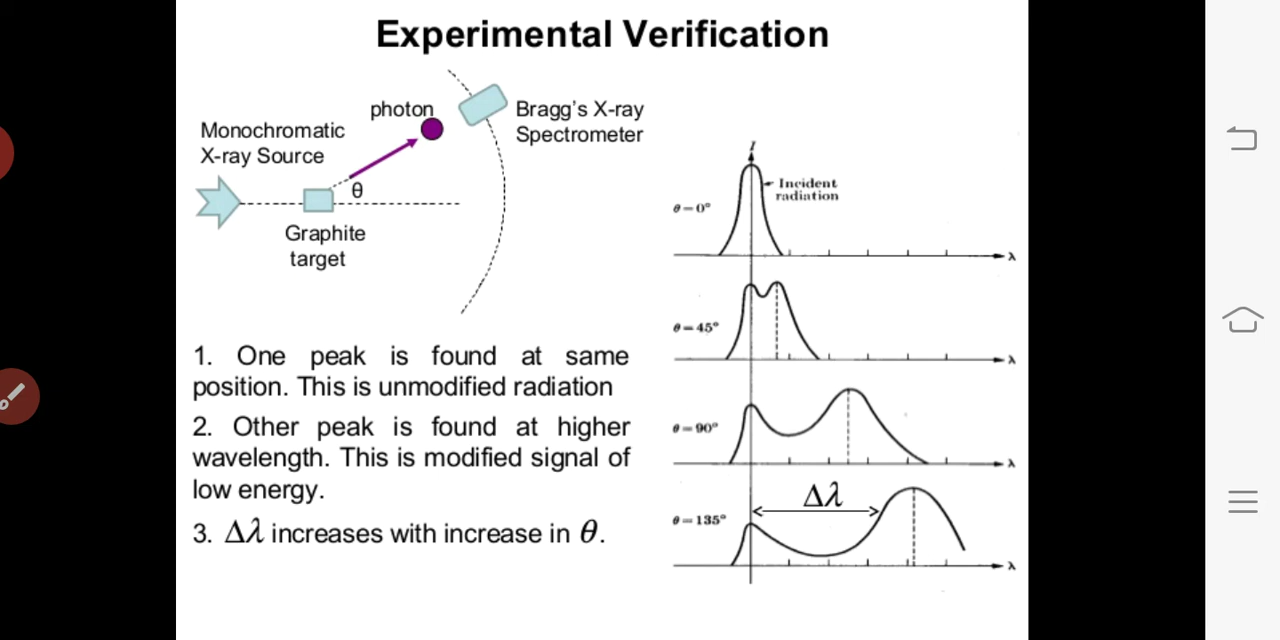 Experimental Verification
photon
Bragg's X-ray
Spectrometer
Monochromatic
X-ray Source
θ
Graphite
target
1. One peak is found at same
position. This is unmodified radiation
2. Other peak is found at higher
wavelength. This is modified signal of
low energy.
3. Δλ increases with increase in θ.
I
Incident
radiation
θ=0°
λ
θ=45°
λ
θ=90°
λ
Δλ
θ=135°
λ